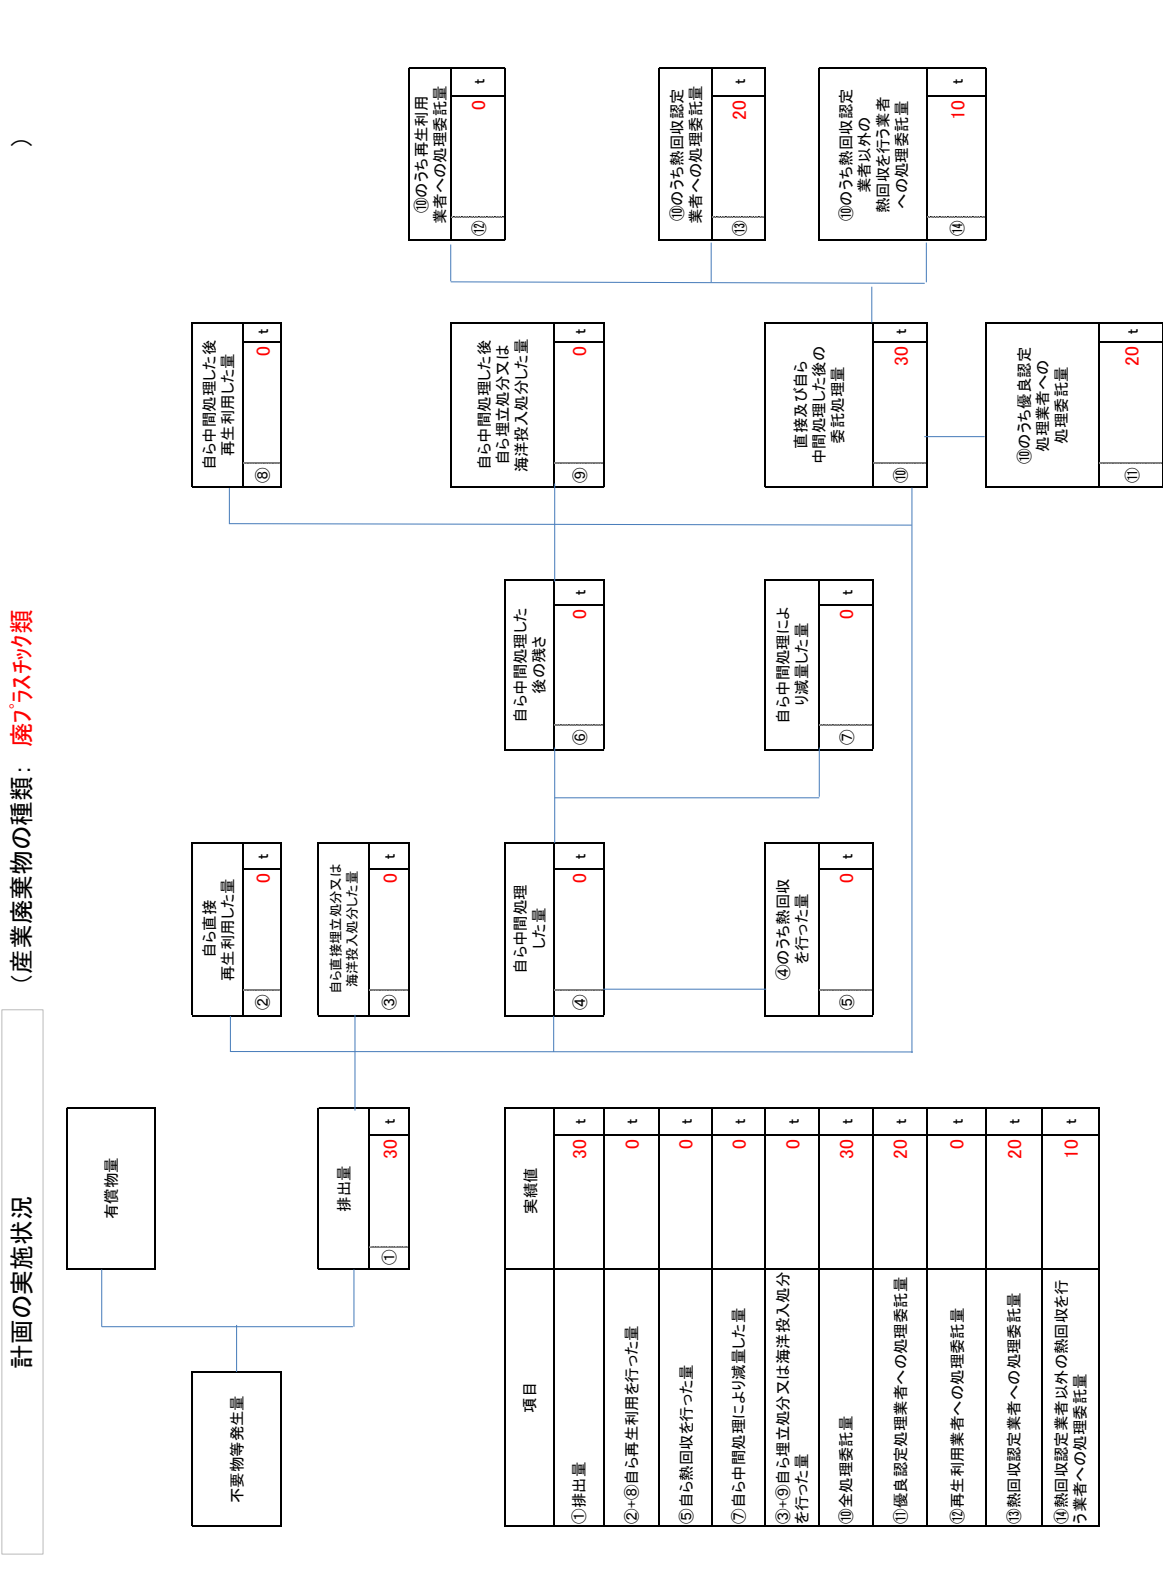 計画の実施状況
(産業廃棄物の種類： 廃プラスチック類 )
不要物等発生量
有償物量
排出量
① 30 t
自ら直接
再生利用した量
② 0 t
自ら直接埋立処分又は
海洋投入処分した量
③ 0 t
自ら中間処理
した量
④ 0 t
④のうち熱回収
を行った量
⑤ 0 t
自ら中間処理した
後の残さ
⑥ 0 t
自ら中間処理によ
り減量した量
⑦ 0 t
自ら中間処理した後
再生利用した量
⑧ 0 t
自ら中間処理した後
自ら埋立処分又は
海洋投入処分した量
⑨ 0 t
直接及び自ら
中間処理した後の
委託処理量
⑩ 30 t
⑩のうち優良認定
処理業者への
処理委託量
⑪ 20 t
⑩のうち再生利用
業者への処理委託量
⑫ 0 t
⑩のうち熱回収認定
業者への処理委託量
⑬ 20 t
⑩のうち熱回収認定
業者以外の
熱回収を行う業者
への処理委託量
⑭ 10 t
項目 実績値
①排出量 30 t
②+⑧自ら再生利用を行った量 0 t
⑤自ら熱回収を行った量 0 t
⑦自ら中間処理により減量した量 0 t
③+⑨自ら埋立処分又は海洋投入処分
を行った量 0 t
⑩全処理委託量 30 t
⑪優良認定処理業者への処理委託量 20 t
⑫再生利用業者への処理委託量 0 t
⑬熱回収認定業者への処理委託量 20 t
⑭熱回収認定業者以外の熱回収を行
う業者への処理委託量 10 t